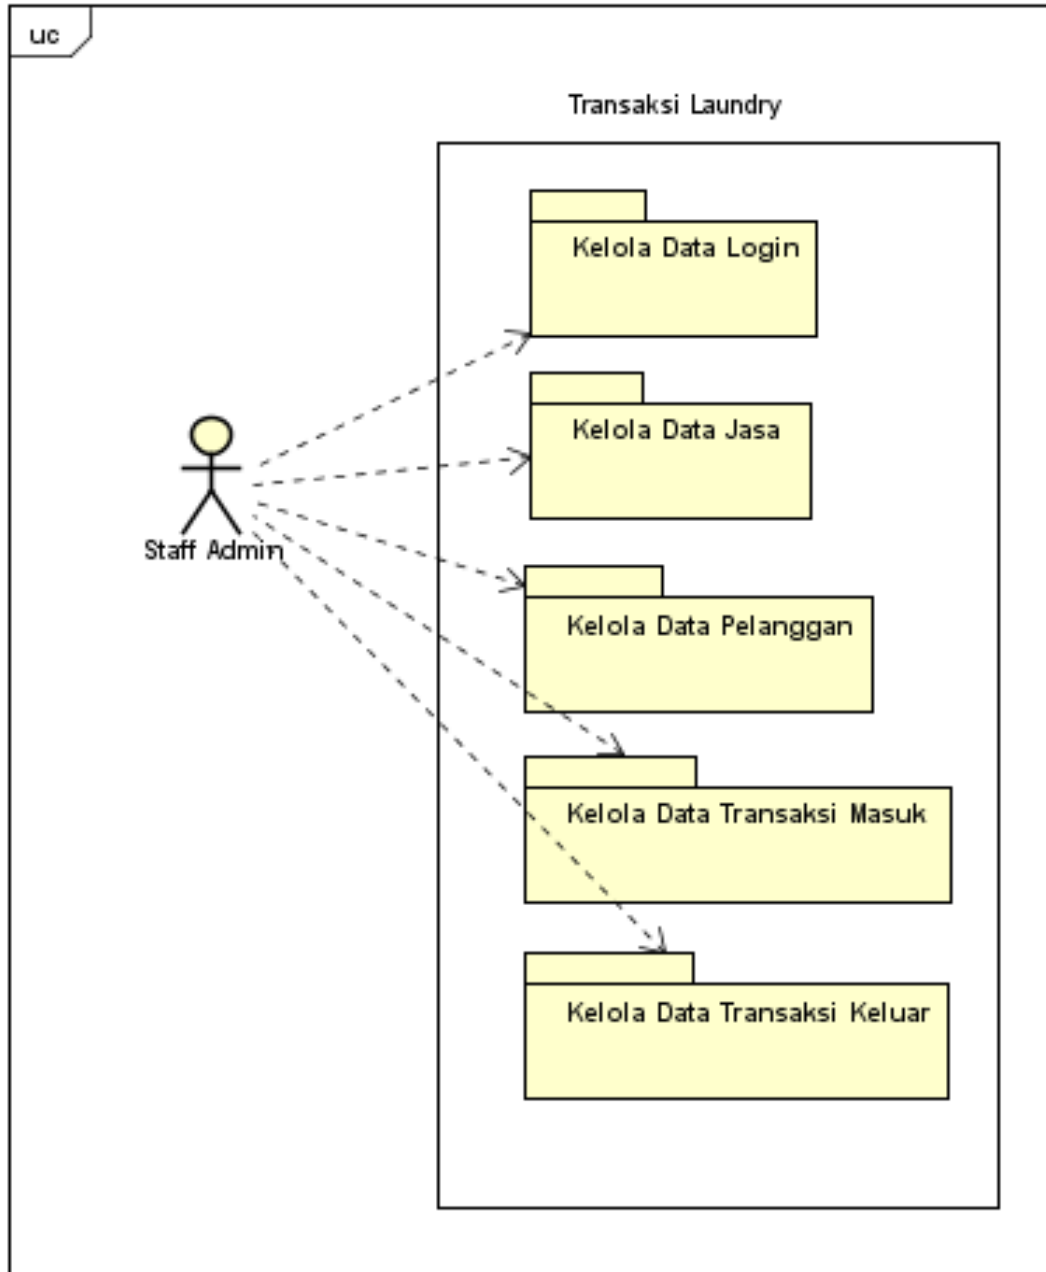 uc
Transaksi Laundry
Kelola Data Login
Kelola Data Jasa
Staff Admin
Kelola Data Pelanggan
Kelola Data Transaksi Masuk
Kelola Data Transaksi Keluar